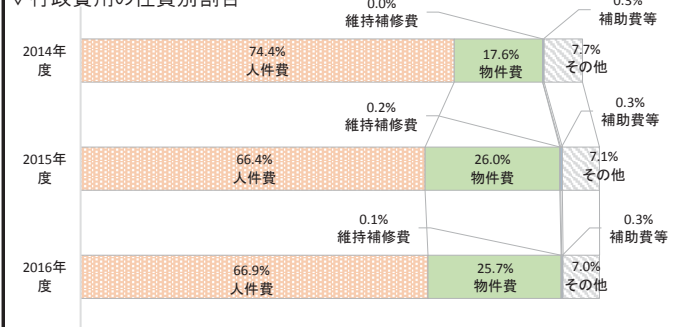 ▽行政費用の性質別割合
0.0%
維持補修費
0.3%
補助費等
2014年
度
74.4%
人件費
17.6%
物件費
7.7%
その他
0.2%
維持補修費
0.3%
補助費等
2015年
度
66.4%
人件費
26.0%
物件費
7.1%
その他
0.1%
維持補修費
0.3%
補助費等
2016年
度
66.9%
人件費
25.7%
物件費
7.0%
その他